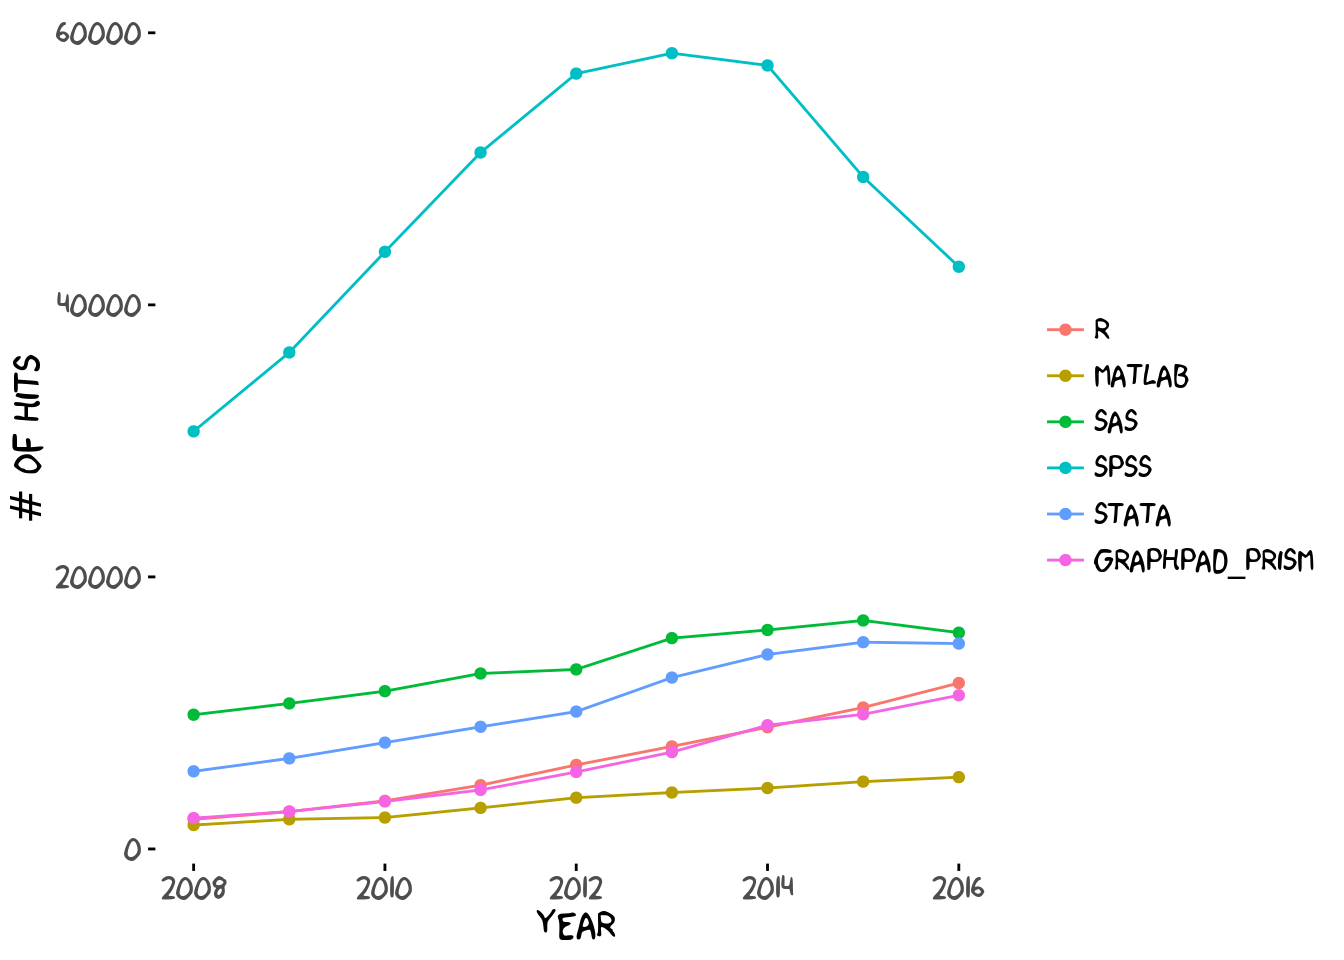 60000
40000
20000
0
# OF HITS
2008 2010 2012 2014 2016
YEAR
R
MATLAB
SAS
SPSS
STATA
GRAPHPAD_PRISM